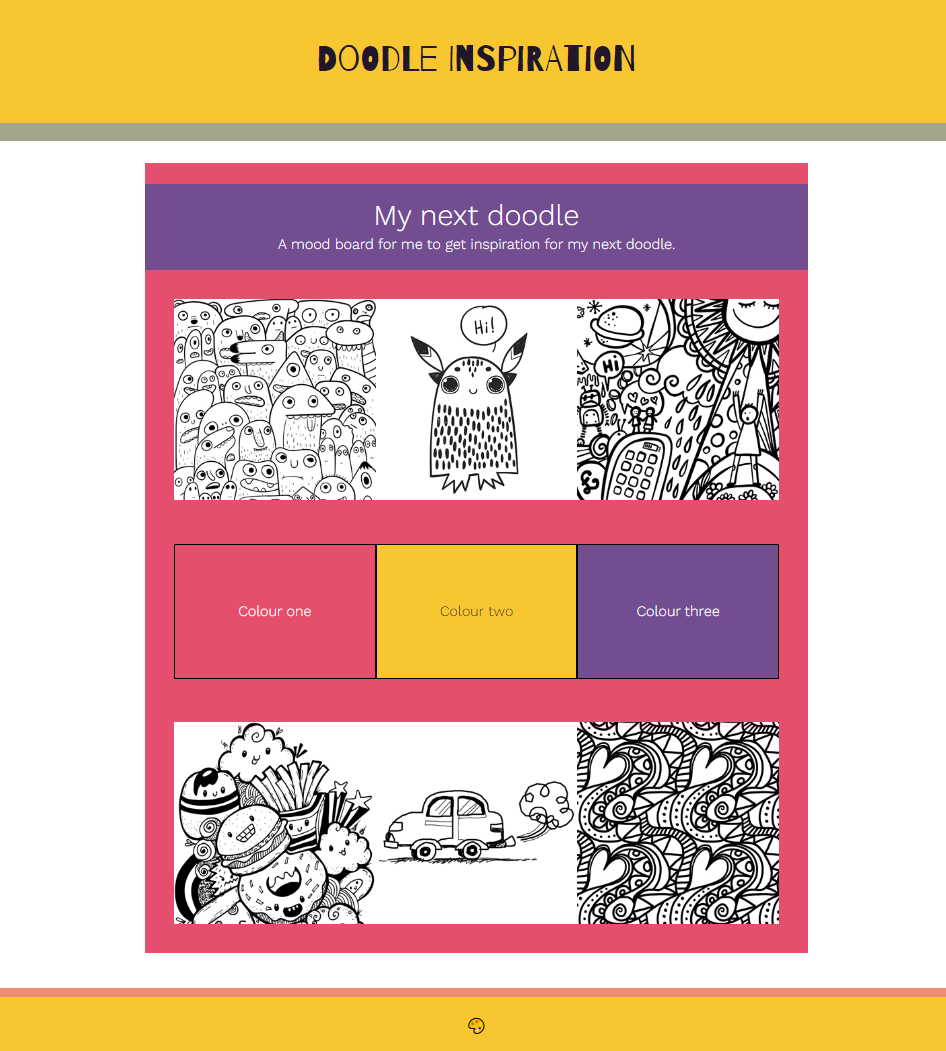 DOODLE INSPIRATION
My next doodle
A mood board for me to get inspiration for my next doodle.
Hi!
HI
Colour one
Colour two
Colour three